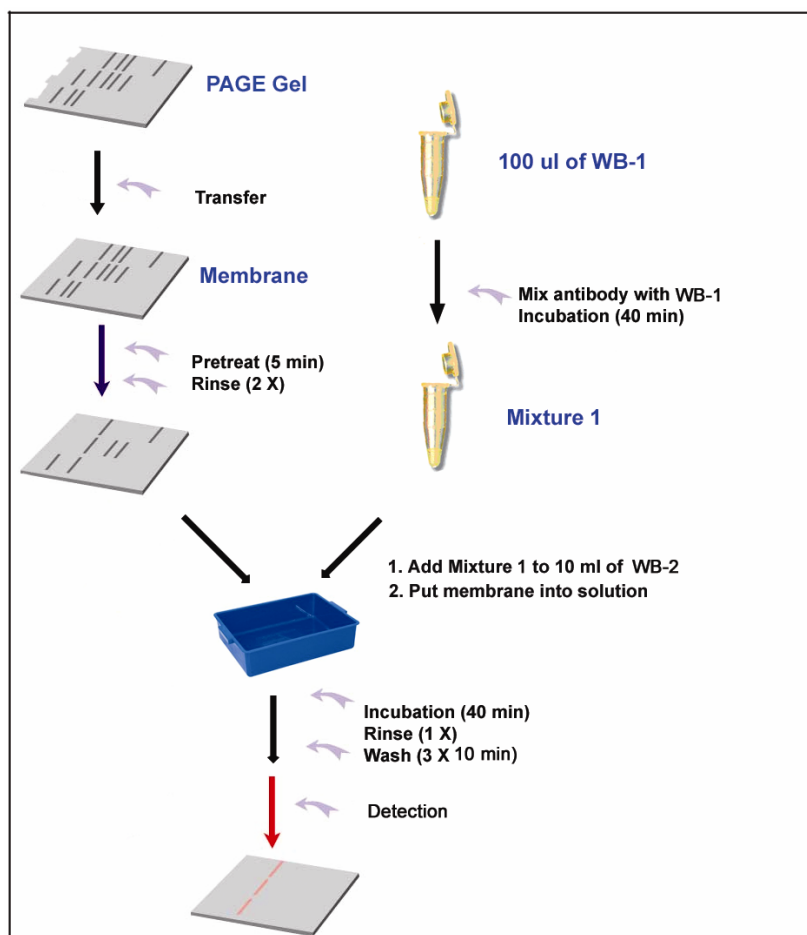 PAGE Gel
Transfer
Membrane
Pretreat (5 min)
Rinse (2 X)
100 ul of WB-1
Mix antibody with WB-1
Incubation (40 min)
Mixture 1
1. Add Mixture 1 to 10 ml of WB-2
2. Put membrane into solution
Incubation (40 min)
Rinse (1 X)
Wash (3 X 10 min)
Detection